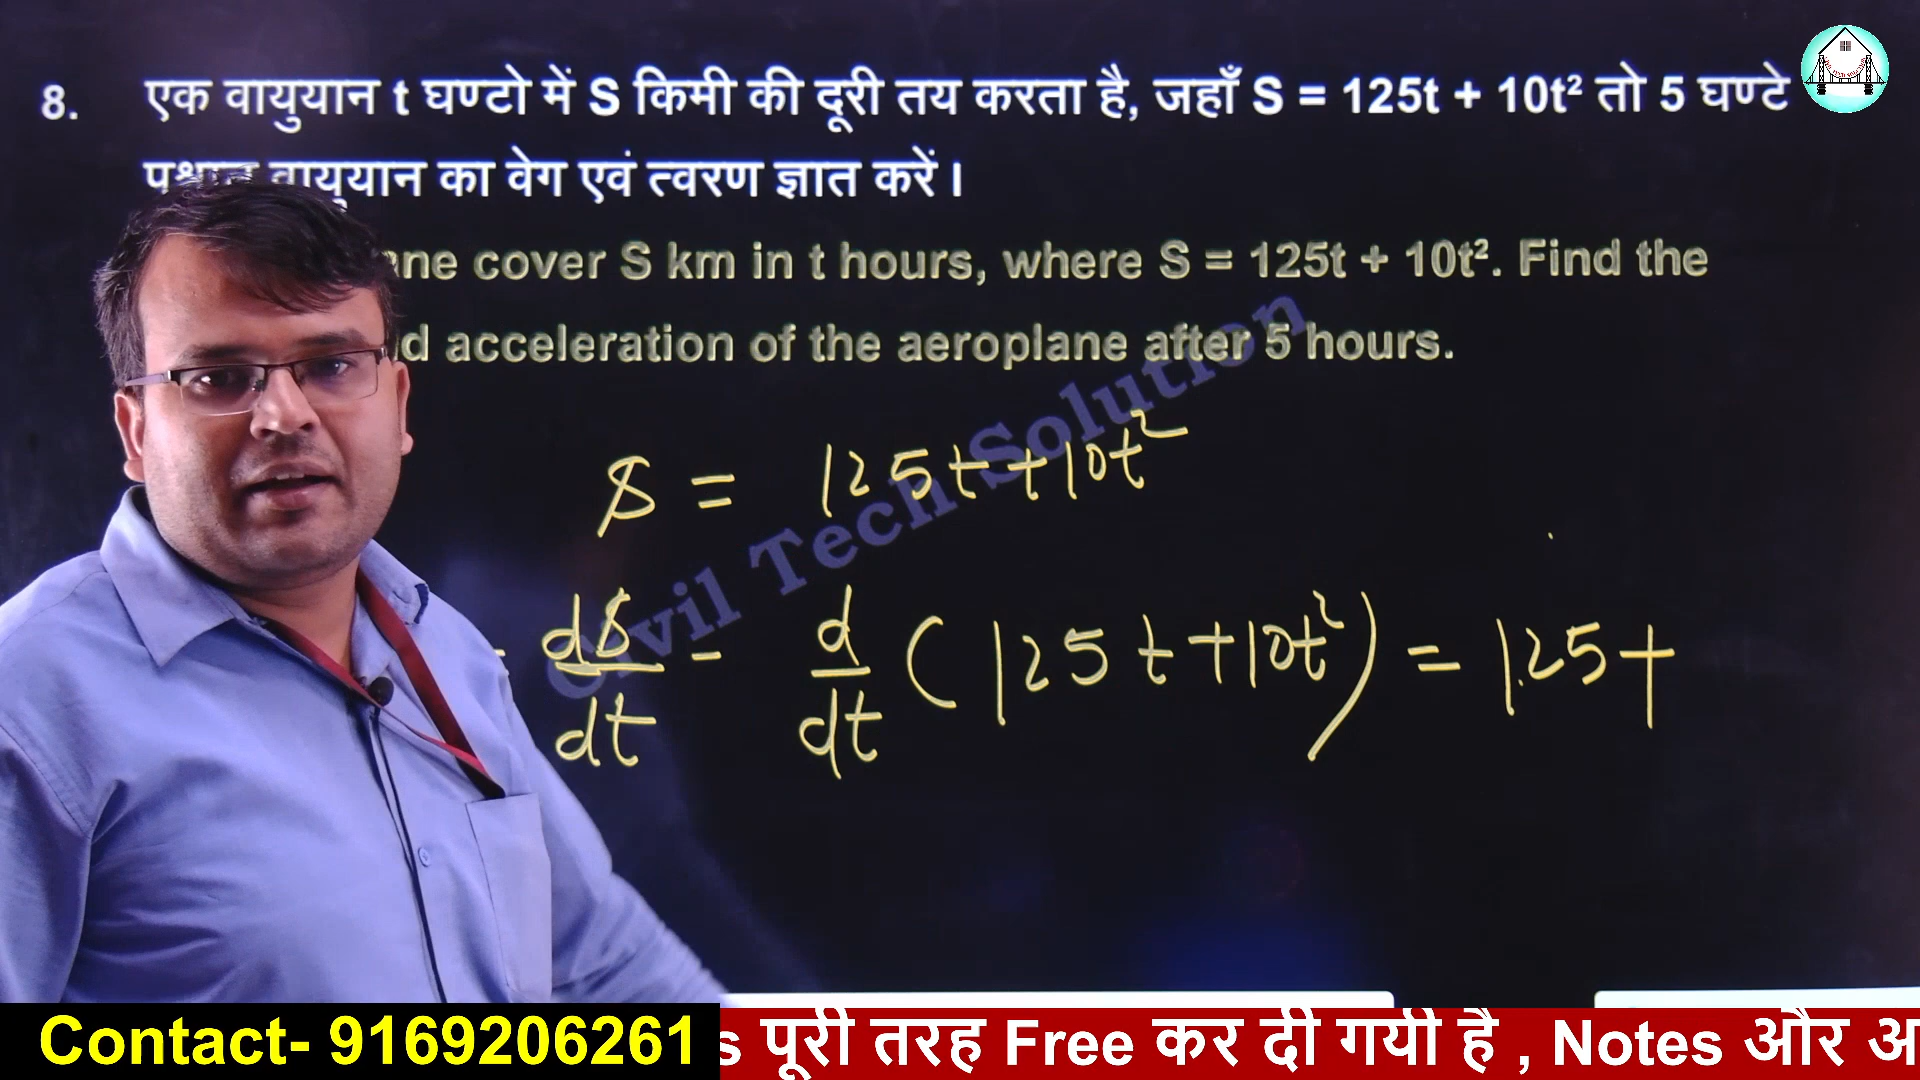 8. एक वायुयान t घण्टो में S किमी की दूरी तय करता है, जहाँ S = 125t + 10t² तो 5 घण्टे
वायुयान का वेग एवं त्वरण ज्ञात करें।
cover S km in t hours, where S = 125t + 10t². Find the
acceleration of the aeroplane after 5 hours.
S = 125t + 10t²
dS/dt = d/dt (125t + 10t²) = 125 +
Civil Tech Solution
Contact- 9169206261
पूरी तरह Free कर दी गयी है , Notes और